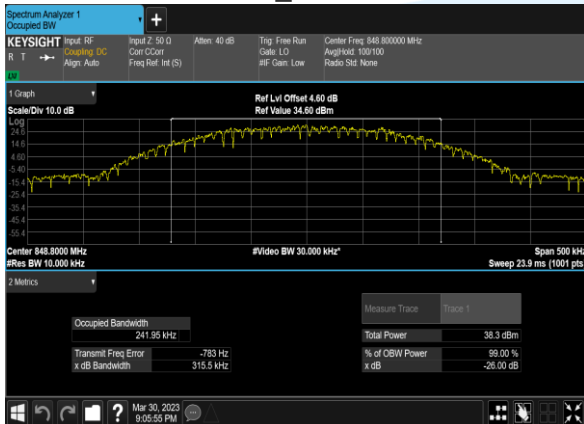 Spectrum Analyzer 1
Occupied BW
+
KEYSIGHT Input: RF Input Z: 50 Ω Atten: 40 dB Trig: Free Run Center Freq: 848.800000 MHz
R T Coupling: DC Corr CCorr Gate: LO Avg|Hold: 100/100
Align: Auto Freq Ref: Int (S) #IF Gain: Low Radio Std: None
1 Graph Ref Lvl Offset 4.60 dB
Scale/Div 10.0 dB Ref Value 34.60 dBm
Log
24.6
14.6
4.60
-5.40
-15.4
-25.4
-35.4
-45.4
-55.4
Center 848.8000 MHz #Video BW 30.000 kHz* Span 500 kHz
#Res BW 10.000 kHz Sweep 23.9 ms (1001 pts)
2 Metrics
Measure Trace Trace 1
Occupied Bandwidth
241.95 kHz Total Power 38.3 dBm
Transmit Freq Error -783 Hz % of OBW Power 99.00 %
x dB Bandwidth 315.5 kHz x dB -26.00 dB
?
Mar 30, 2023
9:05:55 PM